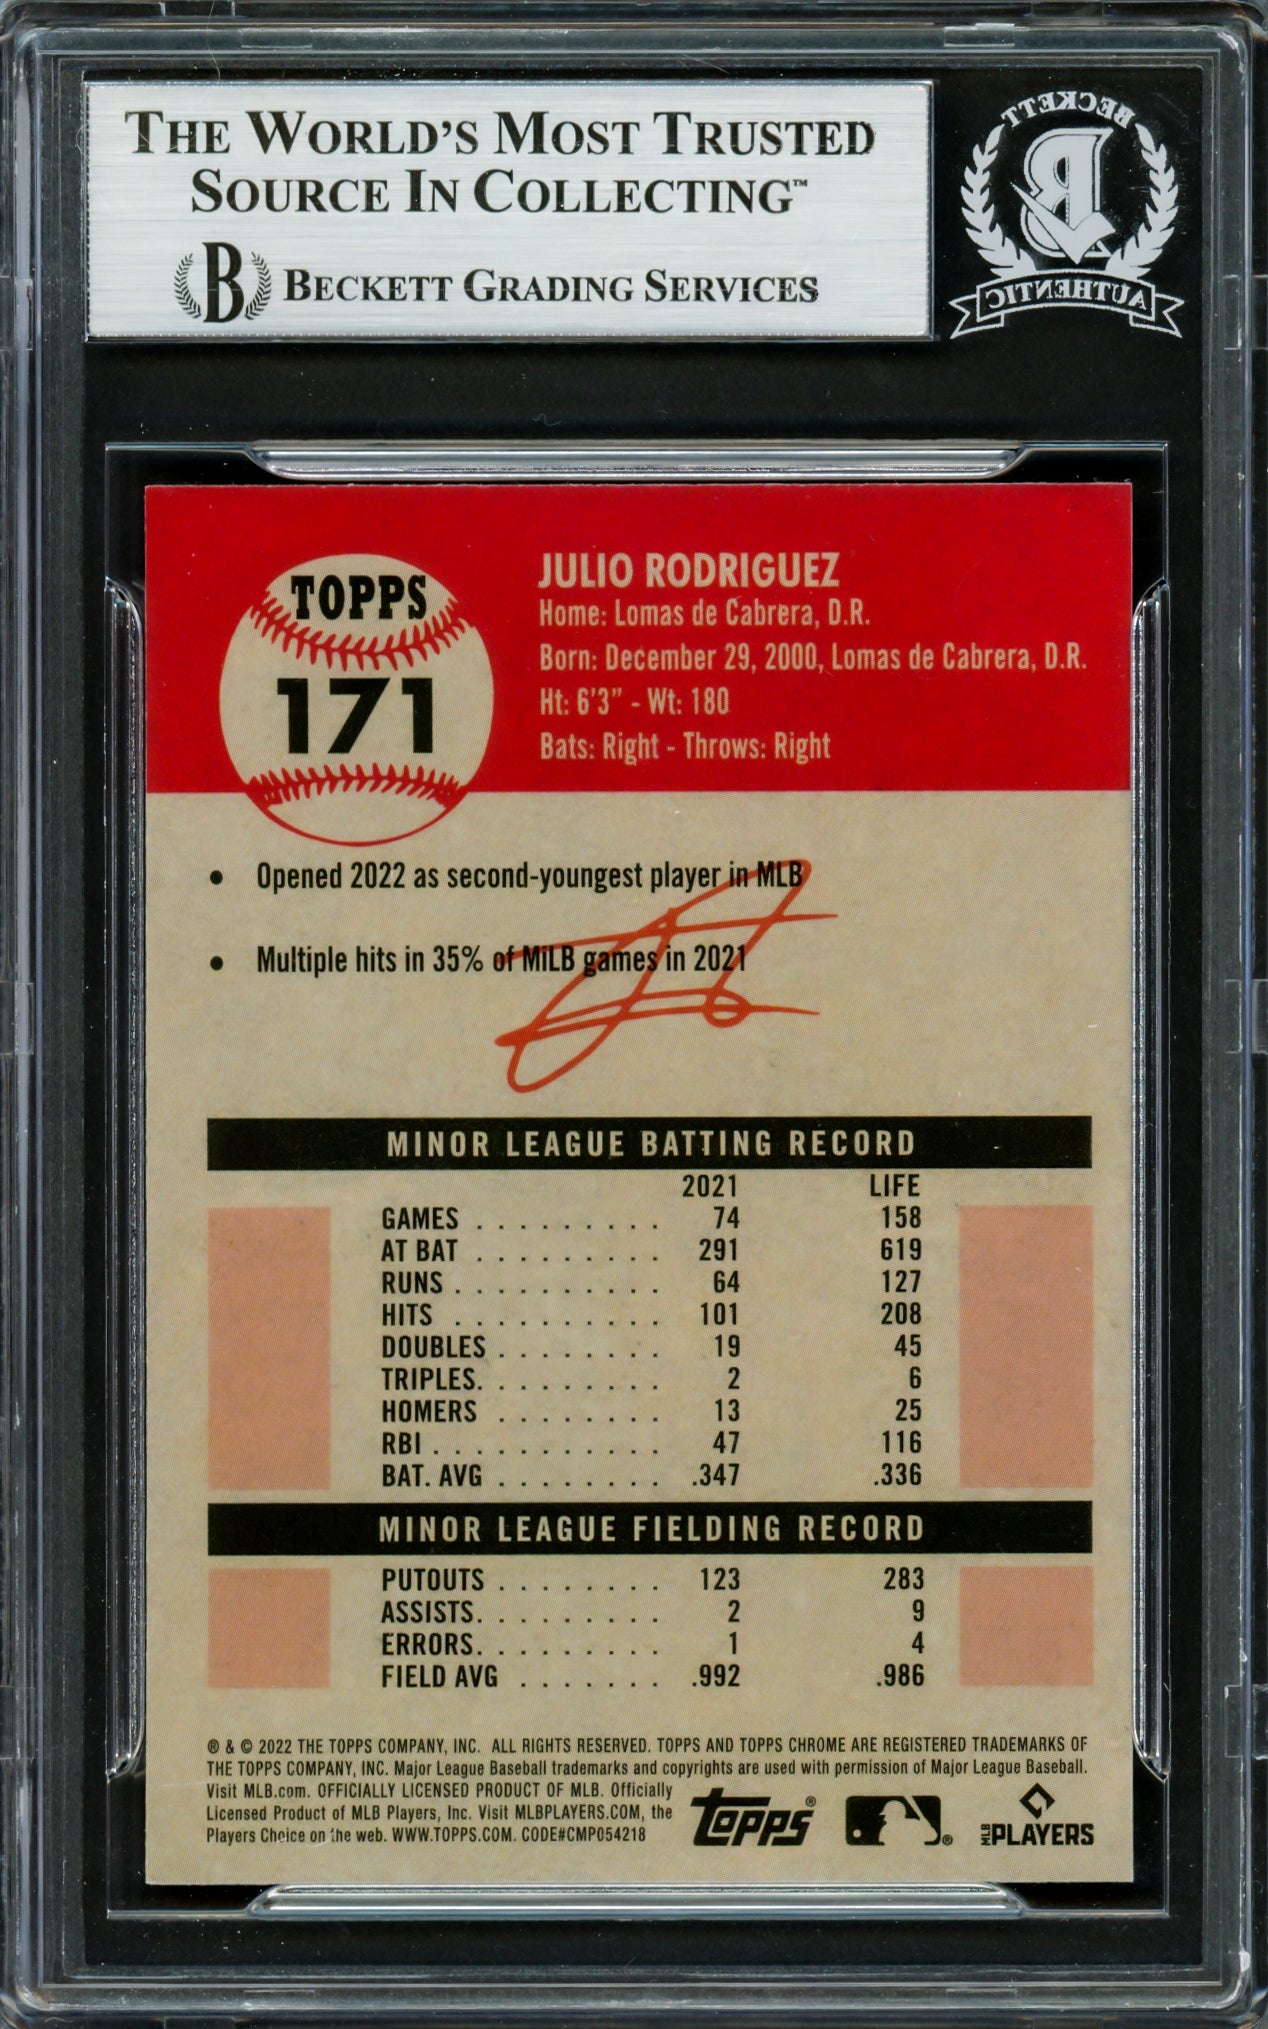 THE WORLD'S MOST TRUSTED
SOURCE IN COLLECTING™
B BECKETT GRADING SERVICES
BECKETT
B
AUTHENTIC
TOPPS
171
JULIO RODRIGUEZ
Home: Lomas de Cabrera, D.R.
Born: December 29, 2000, Lomas de Cabrera, D.R.
Ht: 6'3" - Wt: 180
Bats: Right - Throws: Right
• Opened 2022 as second-youngest player in MLB
• Multiple hits in 35% of MiLB games in 2021
MINOR LEAGUE BATTING RECORD
2021 LIFE
GAMES . . . . . . . . . 74 158
AT BAT . . . . . . . . . 291 619
RUNS . . . . . . . . . . 64 127
HITS . . . . . . . . . . 101 208
DOUBLES . . . . . . . . 19 45
TRIPLES. . . . . . . . . 2 6
HOMERS . . . . . . . . 13 25
RBI . . . . . . . . . . . 47 116
BAT. AVG . . . . . . . . .347 .336
MINOR LEAGUE FIELDING RECORD
PUTOUTS . . . . . . . . 123 283
ASSISTS. . . . . . . . . 2 9
ERRORS. . . . . . . . . 1 4
FIELD AVG . . . . . . . .992 .986
® & © 2022 THE TOPPS COMPANY, INC. ALL RIGHTS RESERVED. TOPPS AND TOPPS CHROME ARE REGISTERED TRADEMARKS OF
THE TOPPS COMPANY, INC. Major League Baseball trademarks and copyrights are used with permission of Major League Baseball.
Visit MLB.com. OFFICIALLY LICENSED PRODUCT OF MLB. Officially
Licensed Product of MLB Players, Inc. Visit MLBPLAYERS.COM, the
Players Choice on the web. WWW.TOPPS.COM. CODE#CMP054218
TOPPS® ® MLB PLAYERS